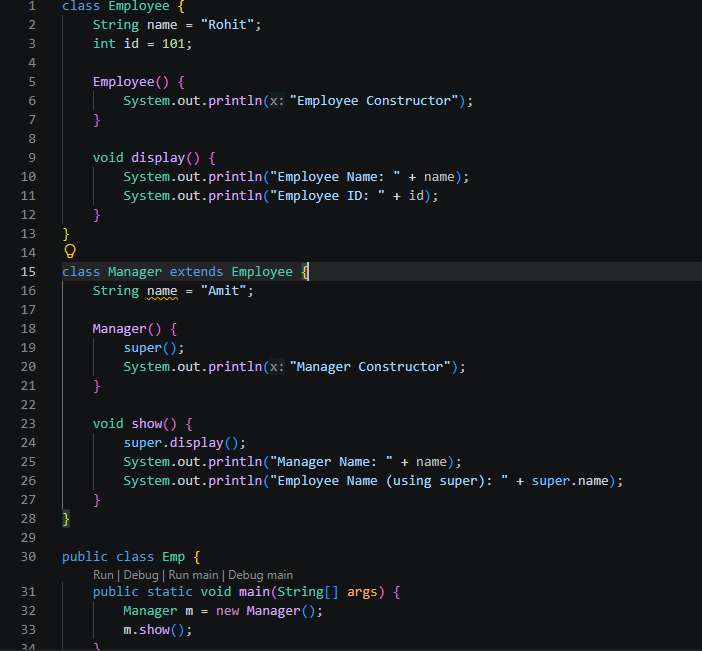 1 class Employee {
2 String name = "Rohit";
3 int id = 101;
4
5 Employee() {
6 System.out.println(x: "Employee Constructor");
7 }
8
9 void display() {
10 System.out.println("Employee Name: " + name);
11 System.out.println("Employee ID: " + id);
12 }
13 }
14
15 class Manager extends Employee {
16 String name = "Amit";
17
18 Manager() {
19 super();
20 System.out.println(x: "Manager Constructor");
21 }
22
23 void show() {
24 super.display();
25 System.out.println("Manager Name: " + name);
26 System.out.println("Employee Name (using super): " + super.name);
27 }
28 }
29
30 public class Emp {
Run | Debug | Run main | Debug main
31 public static void main(String[] args) {
32 Manager m = new Manager();
33 m.show();
34 }